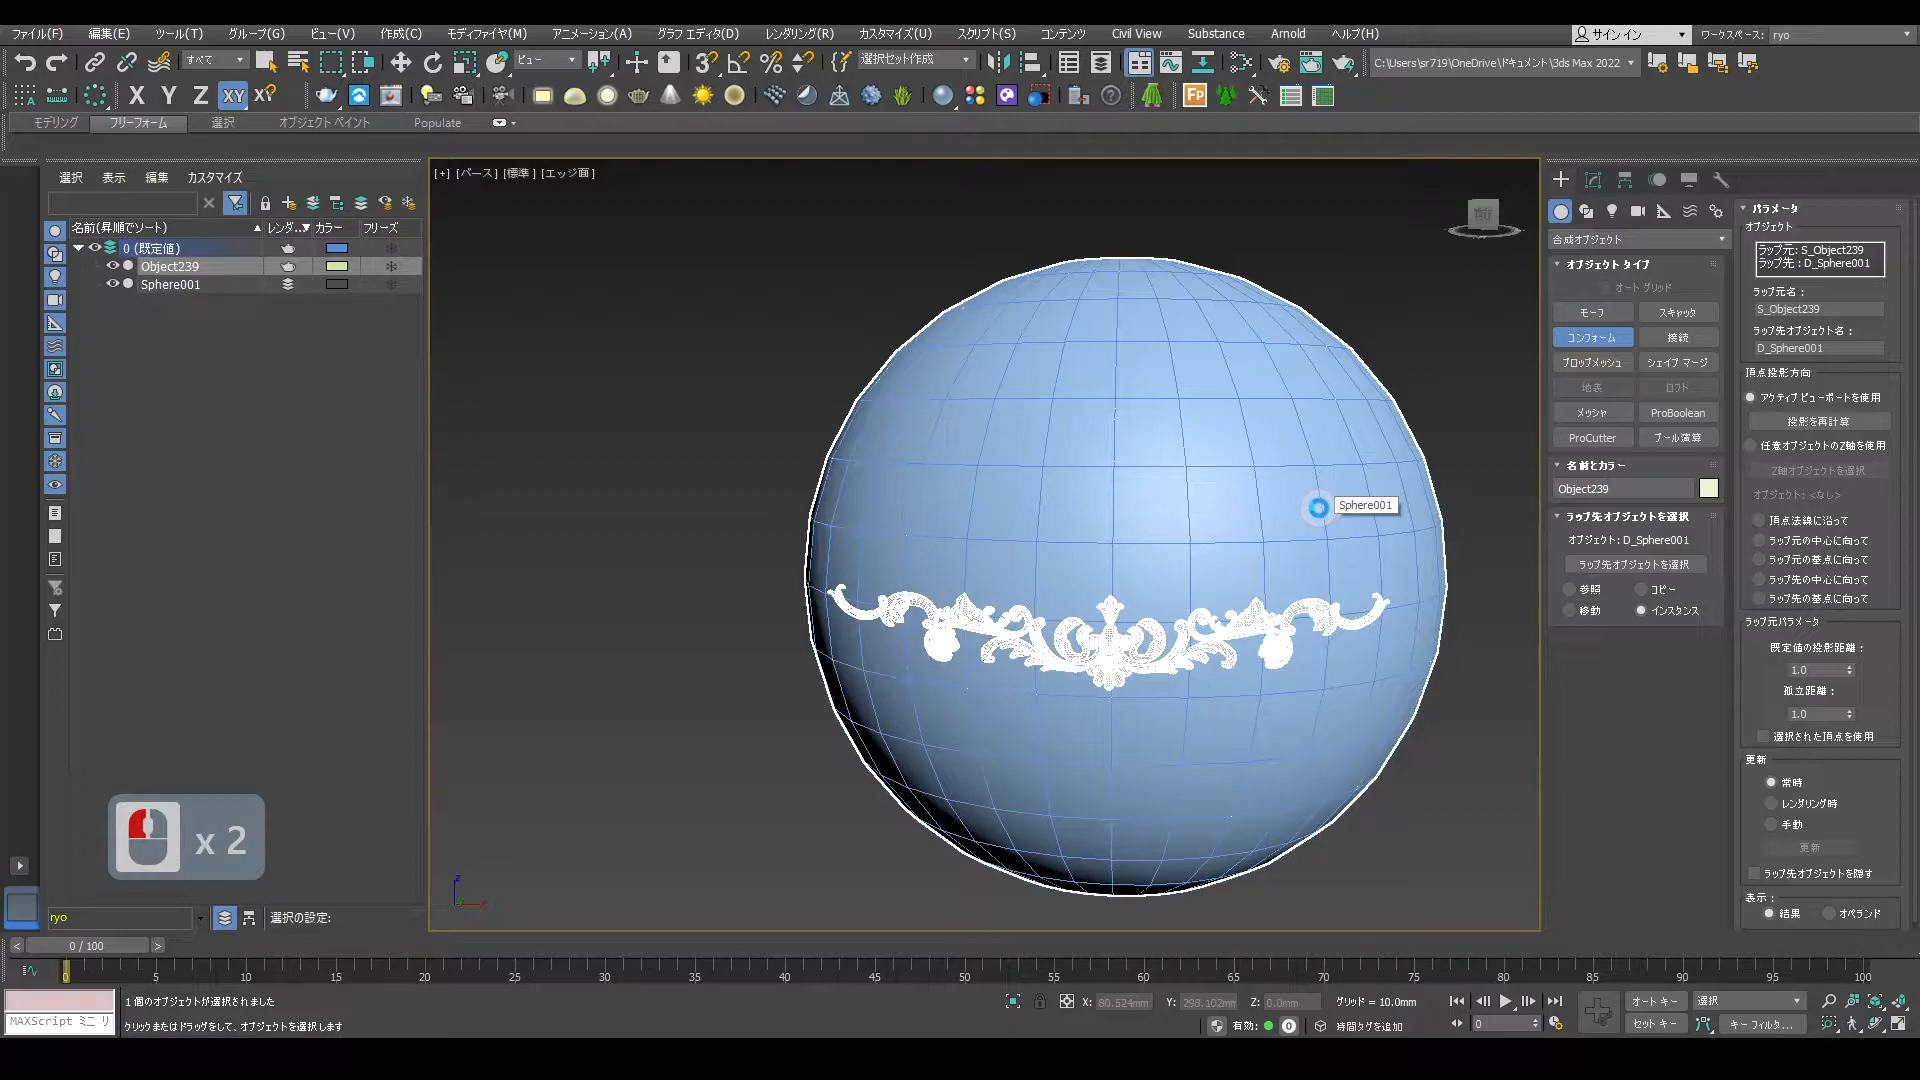 ファイル(F) 編集(E) ツール(T) グループ(G) ビュー(V) 作成(C) モディファイヤ(M) アニメーション(A) グラフ エディタ(D) レンダリング(R) カスタマイズ(U) スクリプト(S) コンテンツ Civil View Substance Arnold ヘルプ(H) サイン イン ワークスペース: ryo
すべて ビュー 選択セット作成 C:\Users\sr719\OneDrive\ドキュメント\3ds Max 2022
X Y Z XY XY
モデリング フリーフォーム 選択 オブジェクト ペイント Populate
選択 表示 編集 カスタマイズ
名前(昇順でソート) レンダ... カラー フリーズ
0 (既定値)
Object239
Sphere001
x 2
ryo 選択の設定:
[+] [パース] [標準] [エッジ面]
前
Sphere001
合成オブジェクト
オブジェクト タイプ
オート グリッド
モーフ スキャッタ
コンフォーム 接続
ブロッブメッシュ シェイプ マージ
地表 ロフト
メッシャ ProBoolean
ProCutter ブール演算
名前とカラー
Object239
ラップ先オブジェクトを選択
オブジェクト: D_Sphere001
ラップ先オブジェクトを選択
参照 コピー
移動 インスタンス
パラメータ
オブジェクト
ラップ元: S_Object239
ラップ先 : D_Sphere001
ラップ元名 :
S_Object239
ラップ先オブジェクト名 :
D_Sphere001
頂点投影方向
アクティブ ビューポートを使用
投影を再計算
任意オブジェクトのZ軸を使用
Z軸オブジェクトを選択
オブジェクト: <なし>
頂点法線に沿って
ラップ元の中心に向って
ラップ元の基点に向って
ラップ先の中心に向って
ラップ先の基点に向って
ラップ元パラメータ
既定値の投影距離 :
1.0
孤立距離 :
1.0
選択された頂点を使用
更新
常時
レンダリング時
手動
更新
ラップ先オブジェクトを隠す
表示 :
結果 オペランド
< 0 / 100 >
0 5 10 15 20 25 30 35 40 45 50 55 60 65 70 75 80 85 90 95 100
1 個のオブジェクトが選択されました X: 80.524mm Y: 298.102mm Z: 0.0mm グリッド = 10.0mm オート キー 選択
MAXScript ミニ リ クリックまたはドラッグをして、オブジェクトを選択します 有効: 0 時間タグを追加 0 セット キー キー フィルタ...